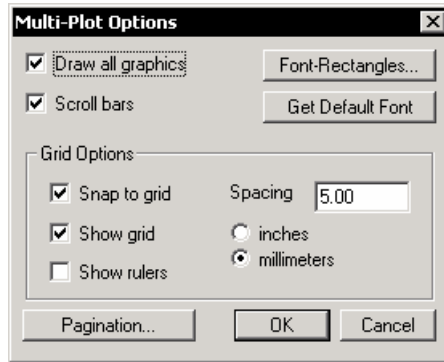 Multi-Plot Options
Draw all graphics
Font-Rectangles...
Scroll bars
Get Default Font
Grid Options
Snap to grid
Spacing
5.00
Show grid
inches
millimeters
Show rulers
Pagination...
OK
Cancel